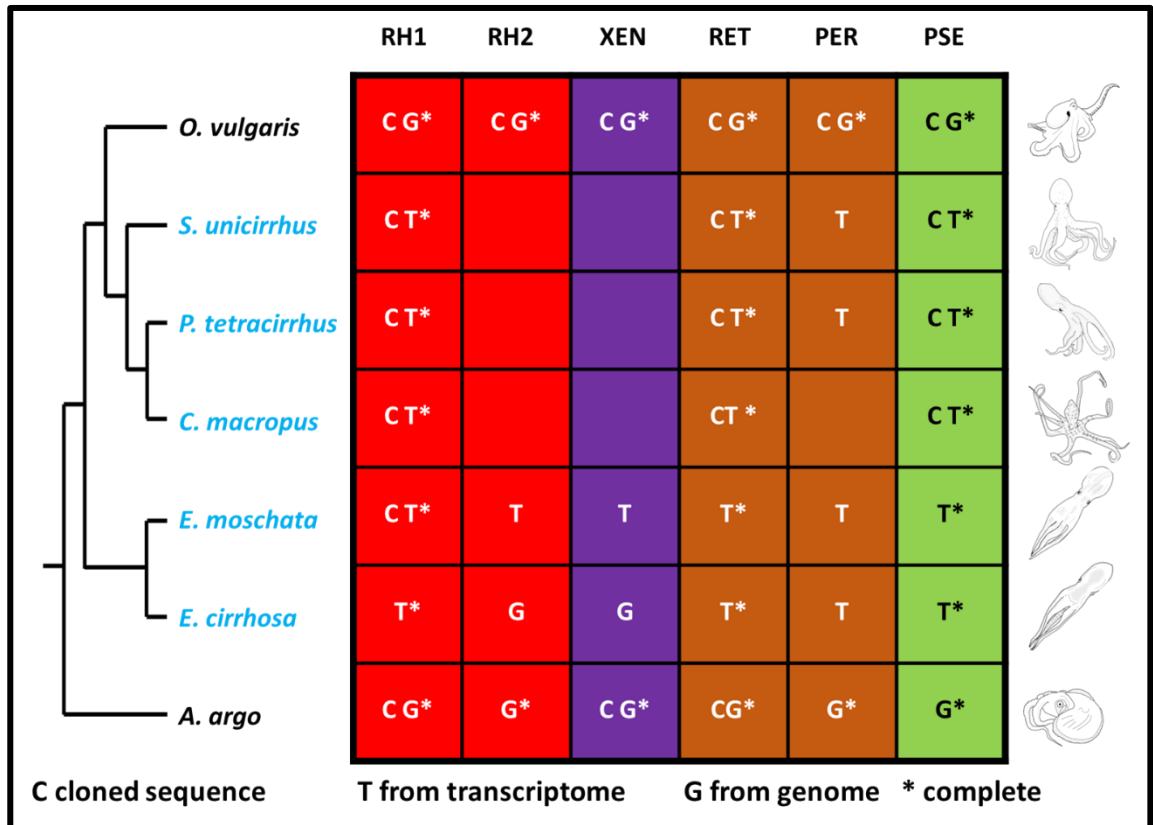 RH1 RH2 XEN RET PER PSE
O. vulgaris C G* C G* C G* C G* C G* C G*
S. unicirrhus C T* C T* T C T*
P. tetracirrhus C T* C T* T C T*
C. macropus C T* CT * C T*
E. moschata C T* T T T* T T*
E. cirrhosa T* G G T* T T*
A. argo C G* G* C G* CG* G* G*
C cloned sequence T from transcriptome G from genome * complete